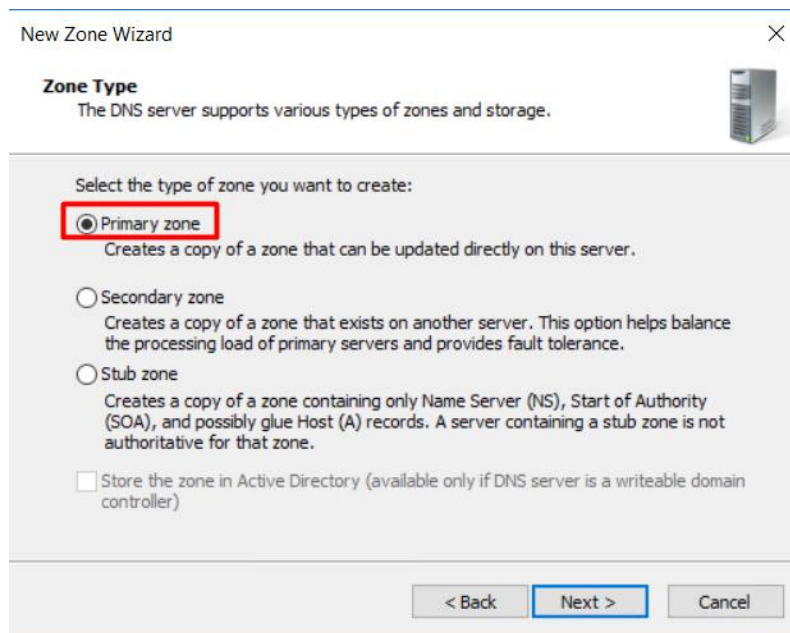 New Zone Wizard
Zone Type
The DNS server supports various types of zones and storage.
Select the type of zone you want to create:
Primary zone
Creates a copy of a zone that can be updated directly on this server.
Secondary zone
Creates a copy of a zone that exists on another server. This option helps balance
the processing load of primary servers and provides fault tolerance.
Stub zone
Creates a copy of a zone containing only Name Server (NS), Start of Authority
(SOA), and possibly glue Host (A) records. A server containing a stub zone is not
authoritative for that zone.
Store the zone in Active Directory (available only if DNS server is a writeable domain
controller)
< Back Next > Cancel